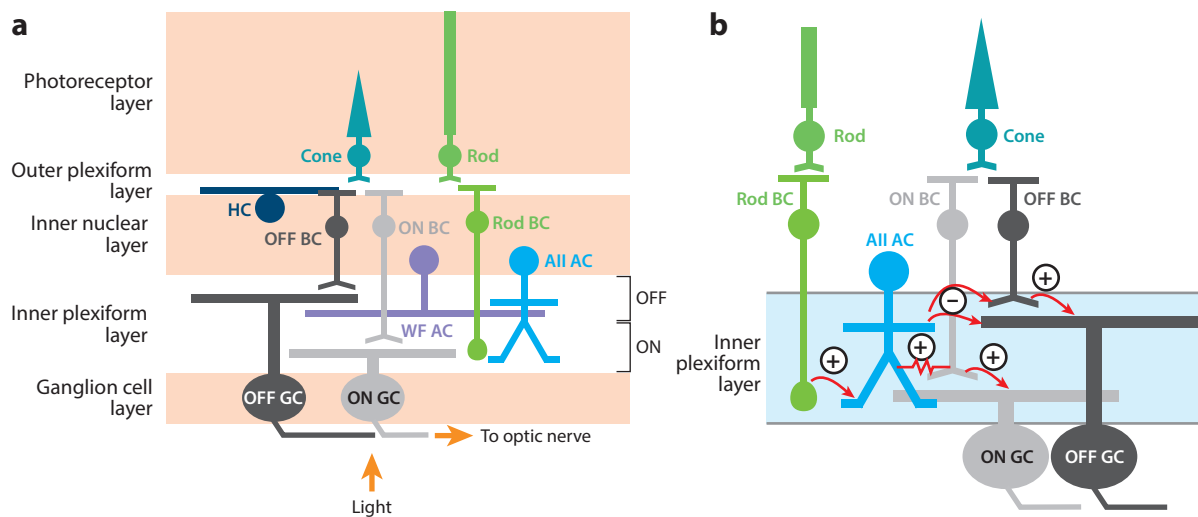 a
Photoreceptor
layer
Outer plexiform
layer
Inner nuclear
layer
Inner plexiform
layer
Ganglion cell
layer
Cone
Rod
HC
OFF BC
ON BC
Rod BC
WF AC
AII AC
OFF
ON
OFF GC
ON GC
To optic nerve
Light
b
Rod
Cone
Rod BC
ON BC
OFF BC
AII AC
+
−
+
+
+
Inner
plexiform
layer
ON GC
OFF GC